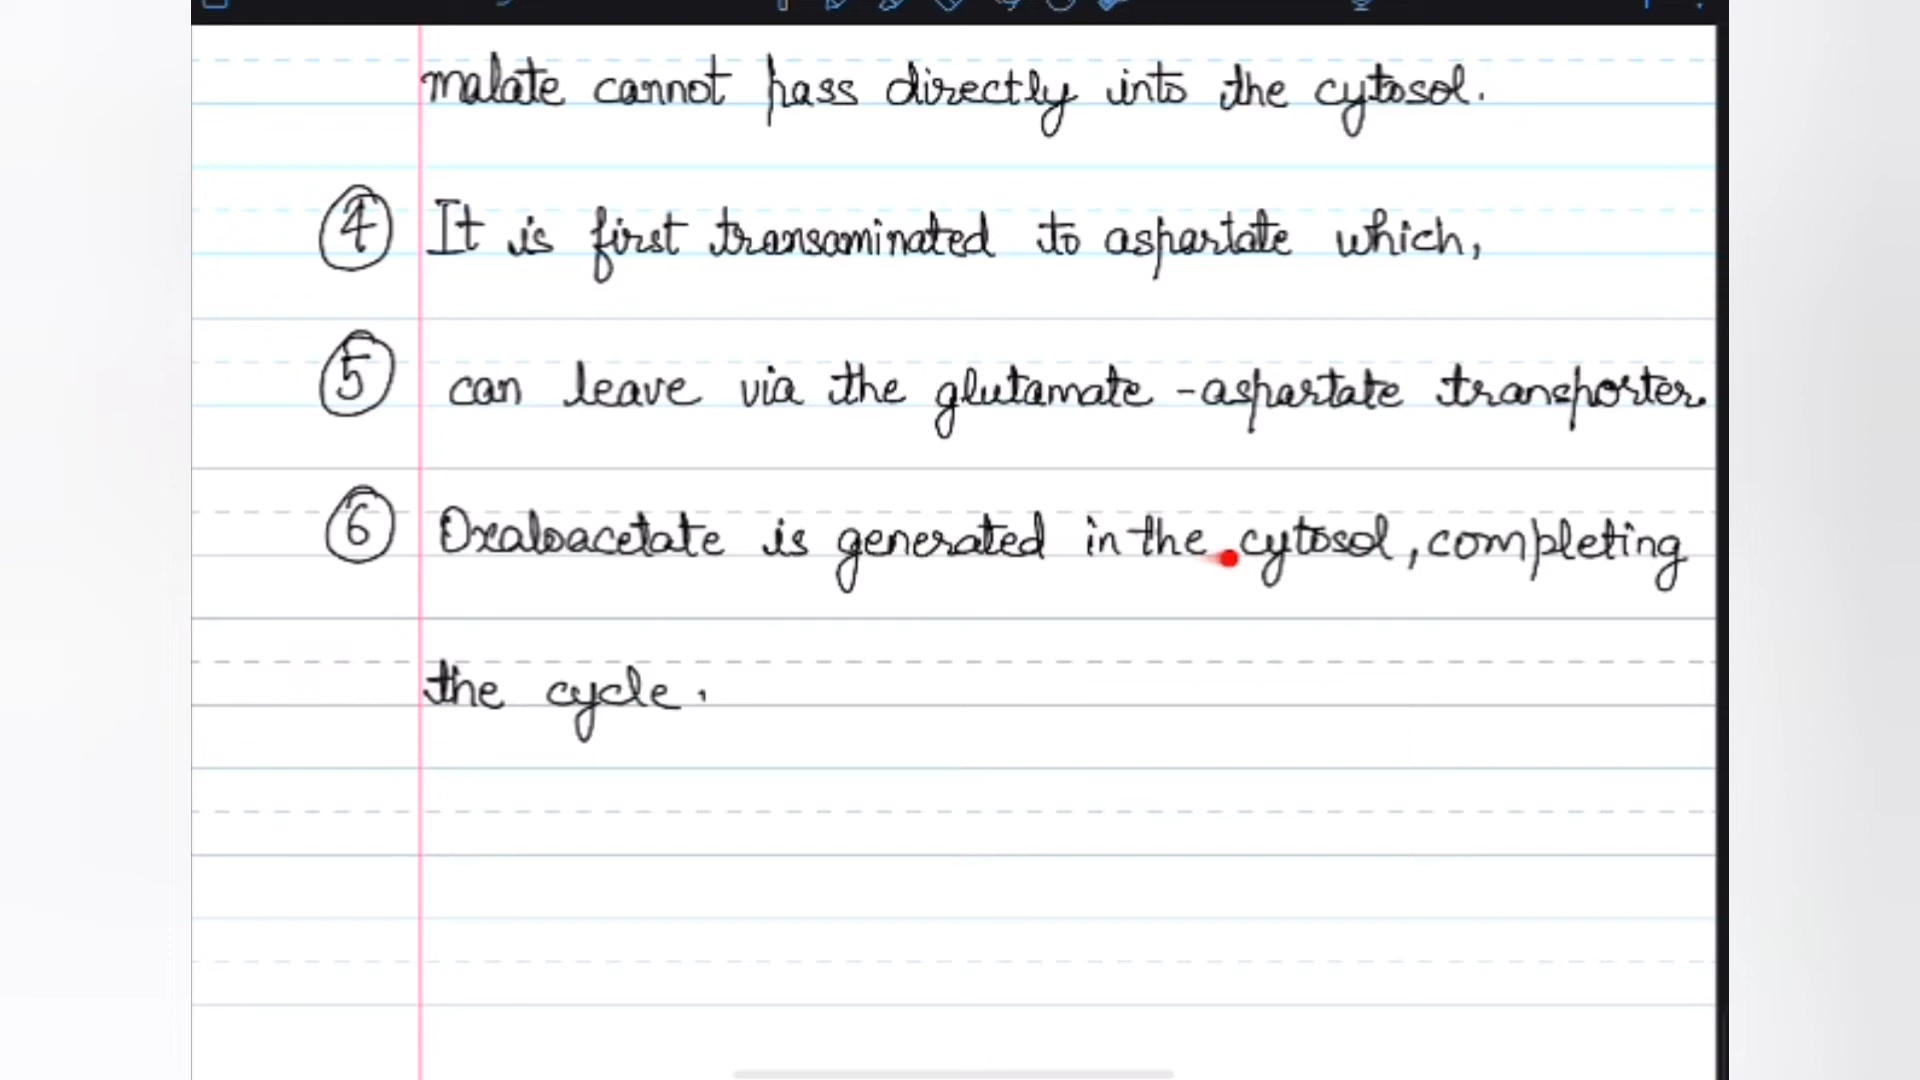 malate cannot pass directly into the cytosol.
④ It is first transaminated to aspartate which,
⑤ can leave via the glutamate-aspartate transporter.
⑥ Oxaloacetate is generated in the cytosol, completing
the cycle.